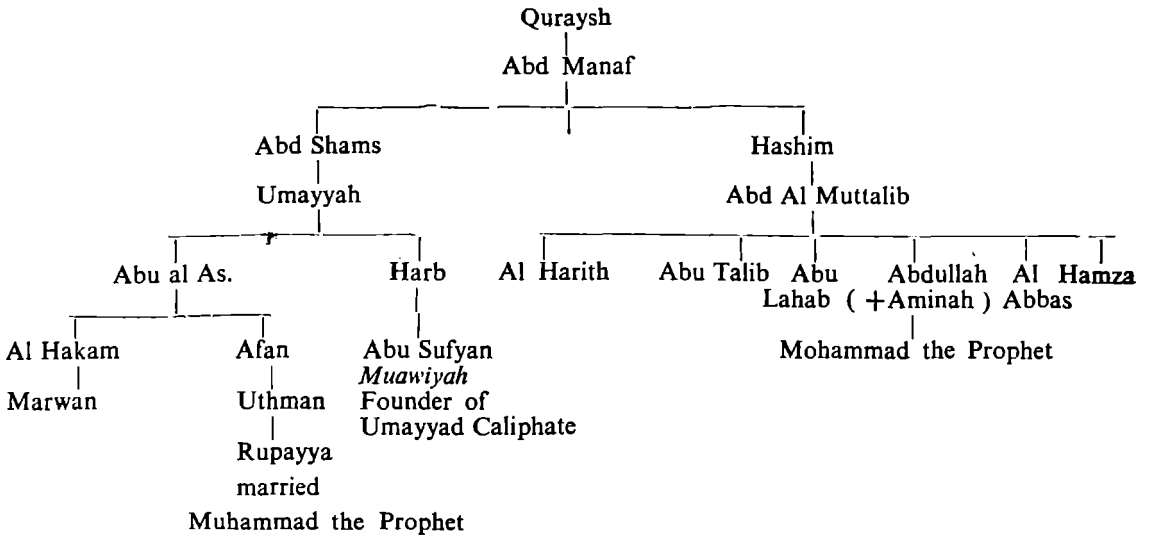 Quraysh
Abd Manaf
Abd Shams Hashim
Umayyah Abd Al Muttalib
Abu al As. Harb Al Harith Abu Talib Abu Abdullah Al Hamza
Lahab (+Aminah) Abbas
Al Hakam Afan Abu Sufyan Mohammad the Prophet
Muawiyah
Marwan Uthman Founder of
Umayyad Caliphate
Rupayya
married
Muhammad the Prophet